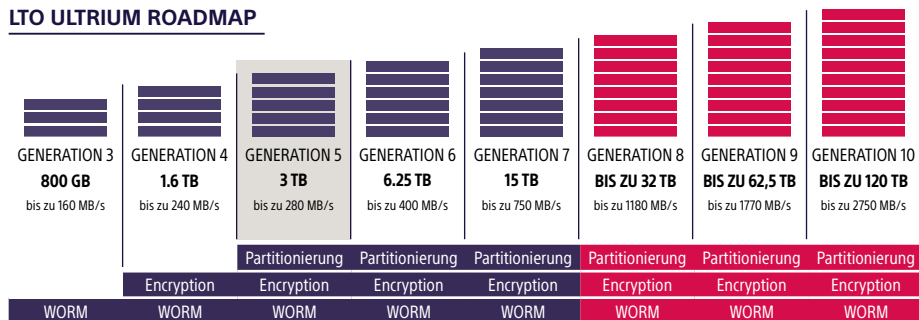 LTO ULTRIUM ROADMAP
GENERATION 3 GENERATION 4 GENERATION 5 GENERATION 6 GENERATION 7 GENERATION 8 GENERATION 9 GENERATION 10
800 GB 1.6 TB 3 TB 6.25 TB 15 TB BIS ZU 32 TB BIS ZU 62,5 TB BIS ZU 120 TB
bis zu 160 MB/s bis zu 240 MB/s bis zu 280 MB/s bis zu 400 MB/s bis zu 750 MB/s bis zu 1180 MB/s bis zu 1770 MB/s bis zu 2750 MB/s
Partitionierung Partitionierung Partitionierung Partitionierung Partitionierung Partitionierung
Encryption Encryption Encryption Encryption Encryption Encryption Encryption
WORM WORM WORM WORM WORM WORM WORM WORM